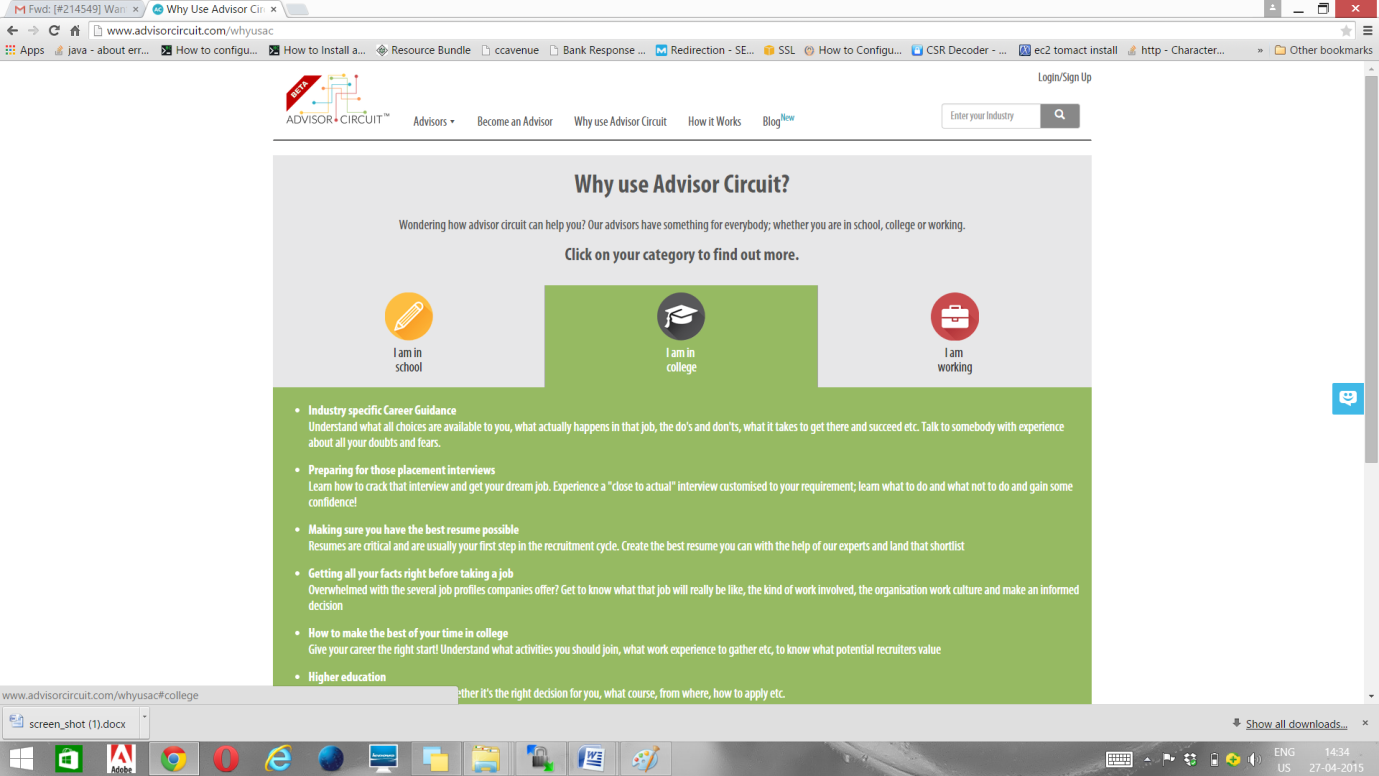 Fwd: [#214549] Wan
Why Use Advisor Circ
www.advisorcircuit.com/whyusac
Apps
java - about err...
How to configu...
How to Install a...
Resource Bundle
ccavenue
Bank Response ...
Redirection - SE...
SSL
How to Configu...
CSR Decoder - ...
ec2 tomact install
http - Character...
»
Other bookmarks
Login/Sign Up
BETA
ADVISOR CIRCUIT™
Advisors
Become an Advisor
Why use Advisor Circuit
How it Works
Blog New
Enter your Industry
Why use Advisor Circuit?
Wondering how advisor circuit can help you? Our advisors have something for everybody; whether you are in school, college or working.
Click on your category to find out more.
I am in
school
I am in
college
I am
working
• Industry specific Career Guidance
Understand what all choices are available to you, what actually happens in that job, the do's and don'ts, what it takes to get there and succeed etc. Talk to somebody with experience
about all your doubts and fears.
• Preparing for those placement interviews
Learn how to crack that interview and get your dream job. Experience a "close to actual" interview customised to your requirement; learn what to do and what not to do and gain some
confidence!
• Making sure you have the best resume possible
Resumes are critical and are usually your first step in the recruitment cycle. Create the best resume you can with the help of our experts and land that shortlist
• Getting all your facts right before taking a job
Overwhelmed with the several job profiles companies offer? Get to know what that job will really be like, the kind of work involved, the organisation work culture and make an informed
decision
• How to make the best of your time in college
Give your career the right start! Understand what activities you should join, what work experience to gather etc, to know what potential recruiters value
• Higher education
ether it's the right decision for you, what course, from where, how to apply etc.
www.advisorcircuit.com/whyusac#college
screen_shot (1).docx
Show all downloads...
Adobe
ENG
US
14:34
27-04-2015